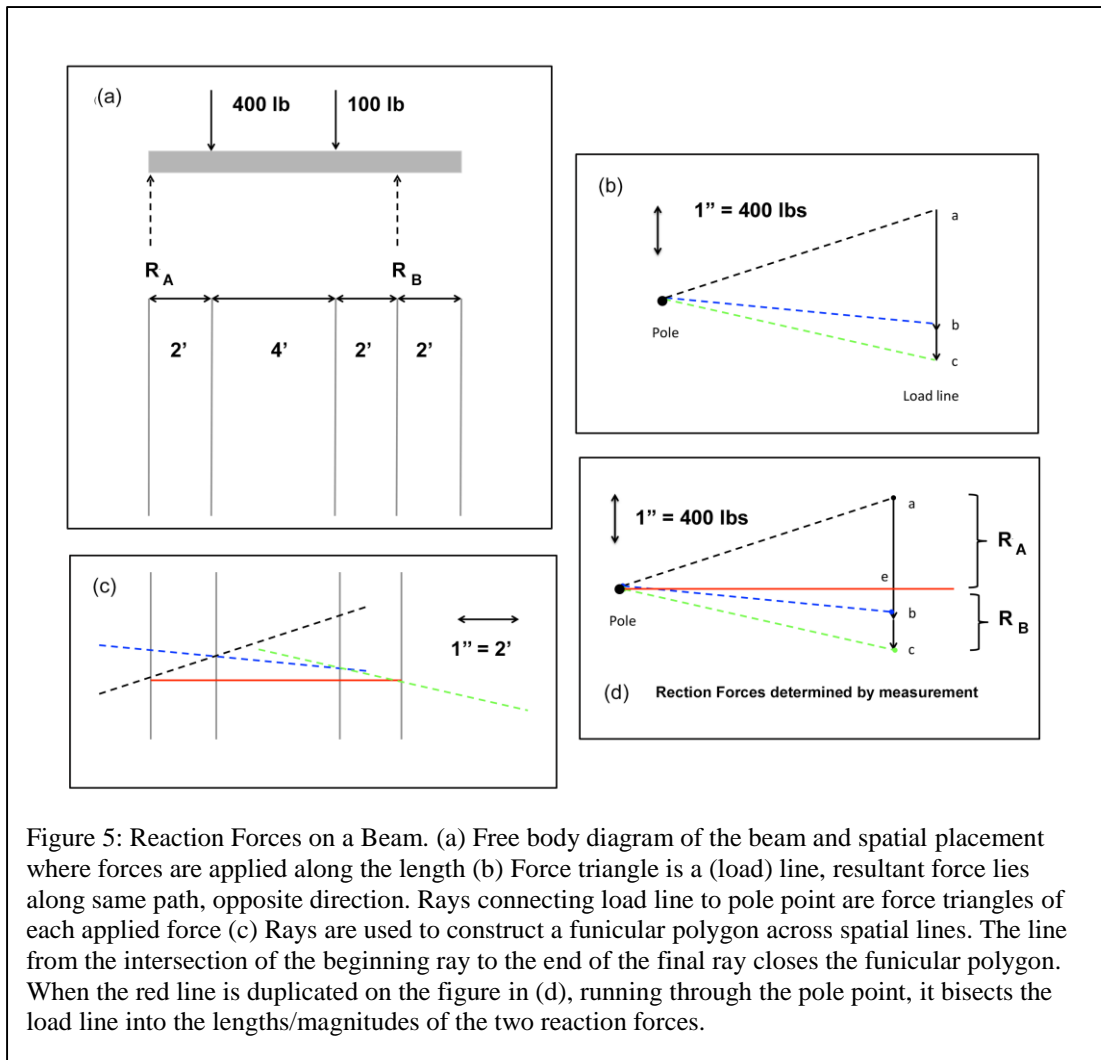 (a)
400 lb
100 lb
R A
R B
2’
4’
2’
2’
(b)
1” = 400 lbs
a
Pole
b
c
Load line
(c)
1” = 2’
1” = 400 lbs
a
R A
e
Pole
b
R B
c
(d)
Rection Forces determined by measurement
Figure 5: Reaction Forces on a Beam. (a) Free body diagram of the beam and spatial placement
where forces are applied along the length (b) Force triangle is a (load) line, resultant force lies
along same path, opposite direction. Rays connecting load line to pole point are force triangles of
each applied force (c) Rays are used to construct a funicular polygon across spatial lines. The line
from the intersection of the beginning ray to the end of the final ray closes the funicular polygon.
When the red line is duplicated on the figure in (d), running through the pole point, it bisects the
load line into the lengths/magnitudes of the two reaction forces.